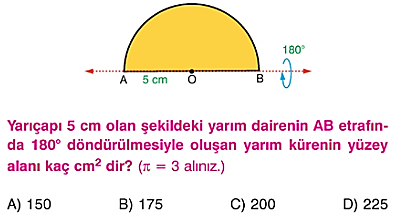 180°
A 5 cm O B
Yarıçapı 5 cm olan şekildeki yarım dairenin AB etrafın-
da 180° döndürülmesiyle oluşan yarım kürenin yüzey
alanı kaç cm² dir? (π = 3 alınız.)
A) 150 B) 175 C) 200 D) 225